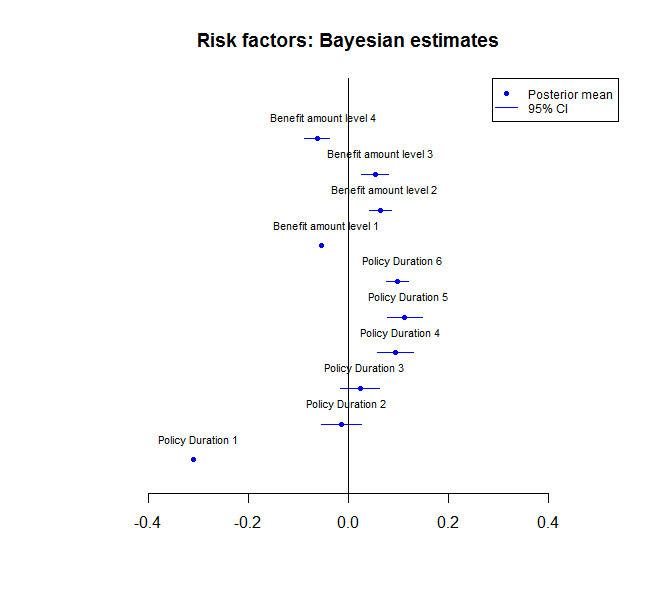 Risk factors: Bayesian estimates
Posterior mean
95% CI
Benefit amount level 4
Benefit amount level 3
Benefit amount level 2
Benefit amount level 1
Policy Duration 6
Policy Duration 5
Policy Duration 4
Policy Duration 3
Policy Duration 2
Policy Duration 1
-0.4 -0.2 0.0 0.2 0.4